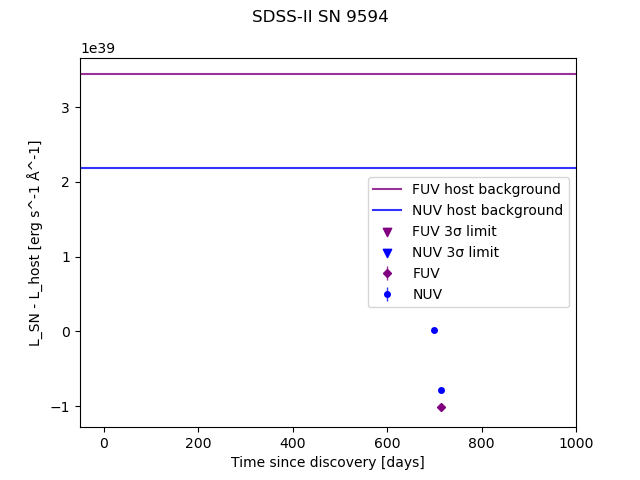 SDSS-II SN 9594
1e39
3
2
1
0
−1
L_SN - L_host [erg s^-1 Å^-1]
FUV host background
NUV host background
FUV 3σ limit
NUV 3σ limit
FUV
NUV
0 200 400 600 800 1000
Time since discovery [days]